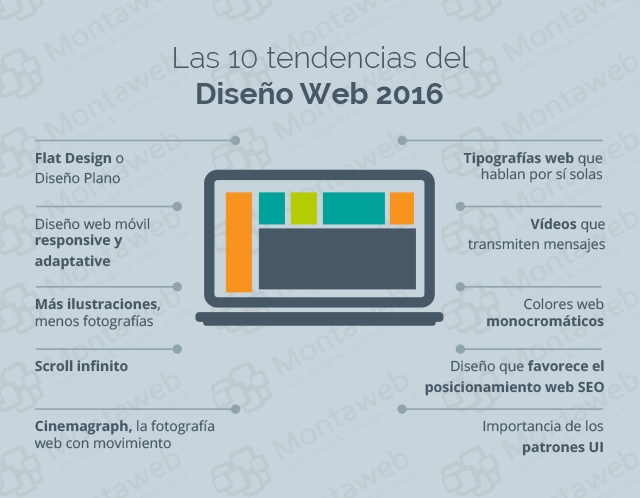 Las 10 tendencias del
Diseño Web 2016
Flat Design o
Diseño Plano
Diseño web móvil
responsive y
adaptative
Más ilustraciones,
menos fotografías
Scroll infinito
Cinemagraph, la fotografía
web con movimiento
Tipografías web que
hablan por sí solas
Vídeos que
transmiten mensajes
Colores web
monocromáticos
Diseño que favorece el
posicionamiento web SEO
Importancia de los
patrones UI
Montaweb